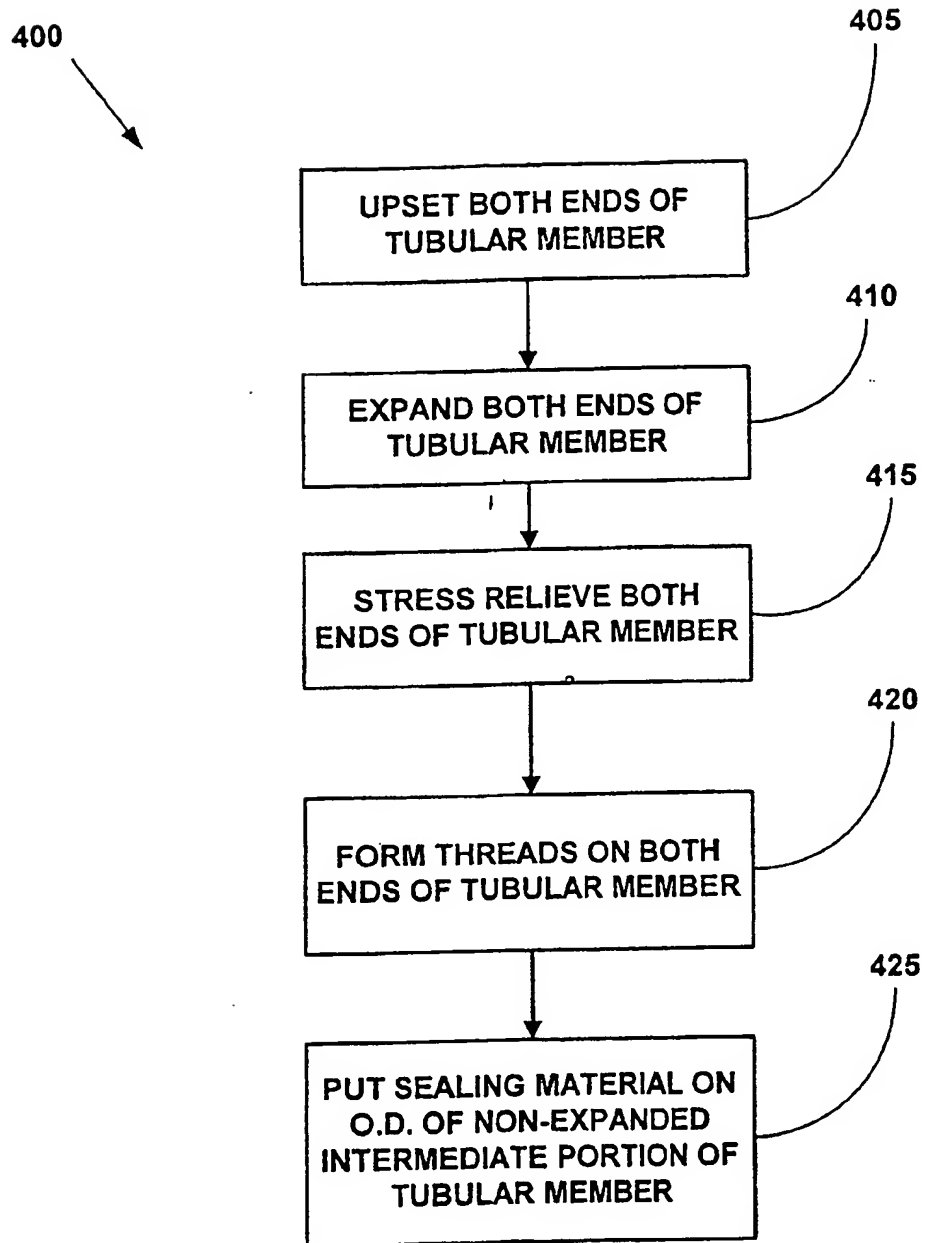 400
405
UPSET BOTH ENDS OF
TUBULAR MEMBER
410
EXPAND BOTH ENDS OF
TUBULAR MEMBER
415
STRESS RELIEVE BOTH
ENDS OF TUBULAR MEMBER
420
FORM THREADS ON BOTH
ENDS OF TUBULAR MEMBER
425
PUT SEALING MATERIAL ON
O.D. OF NON-EXPANDED
INTERMEDIATE PORTION OF
TUBULAR MEMBER